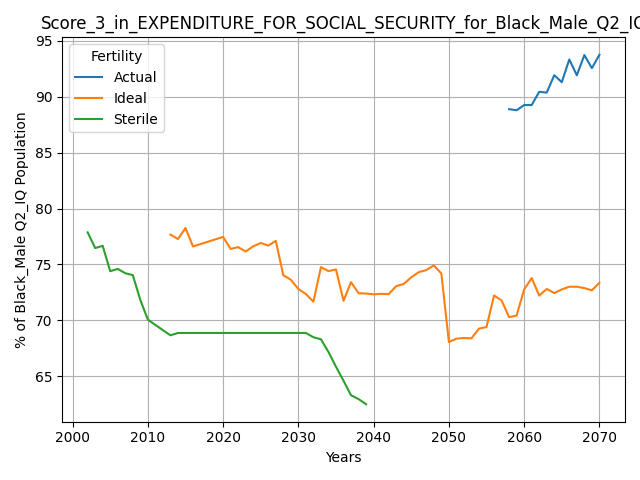 Score_3_in_EXPENDITURE_FOR_SOCIAL_SECURITY_for_Black_Male_Q2_IQ
95
90
85
80
75
70
65
% of Black_Male Q2_IQ Population
Fertility
Actual
Ideal
Sterile
2000 2010 2020 2030 2040 2050 2060 2070
Years